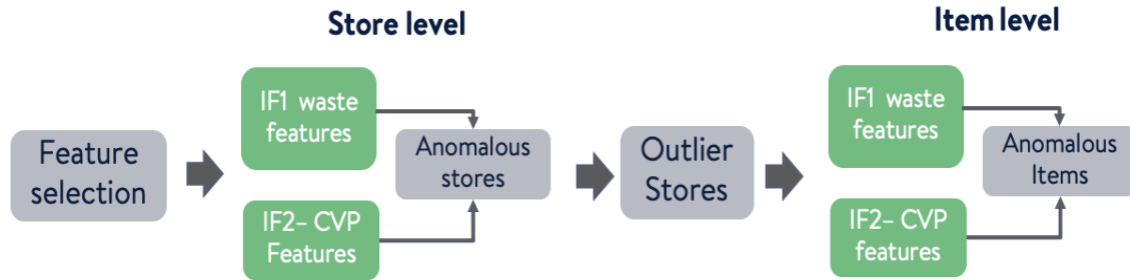 Store level
Item level
Feature
selection
IF1 waste
features
IF2– CVP
Features
Anomalous
stores
Outlier
Stores
IF1 waste
features
IF2– CVP
features
Anomalous
Items